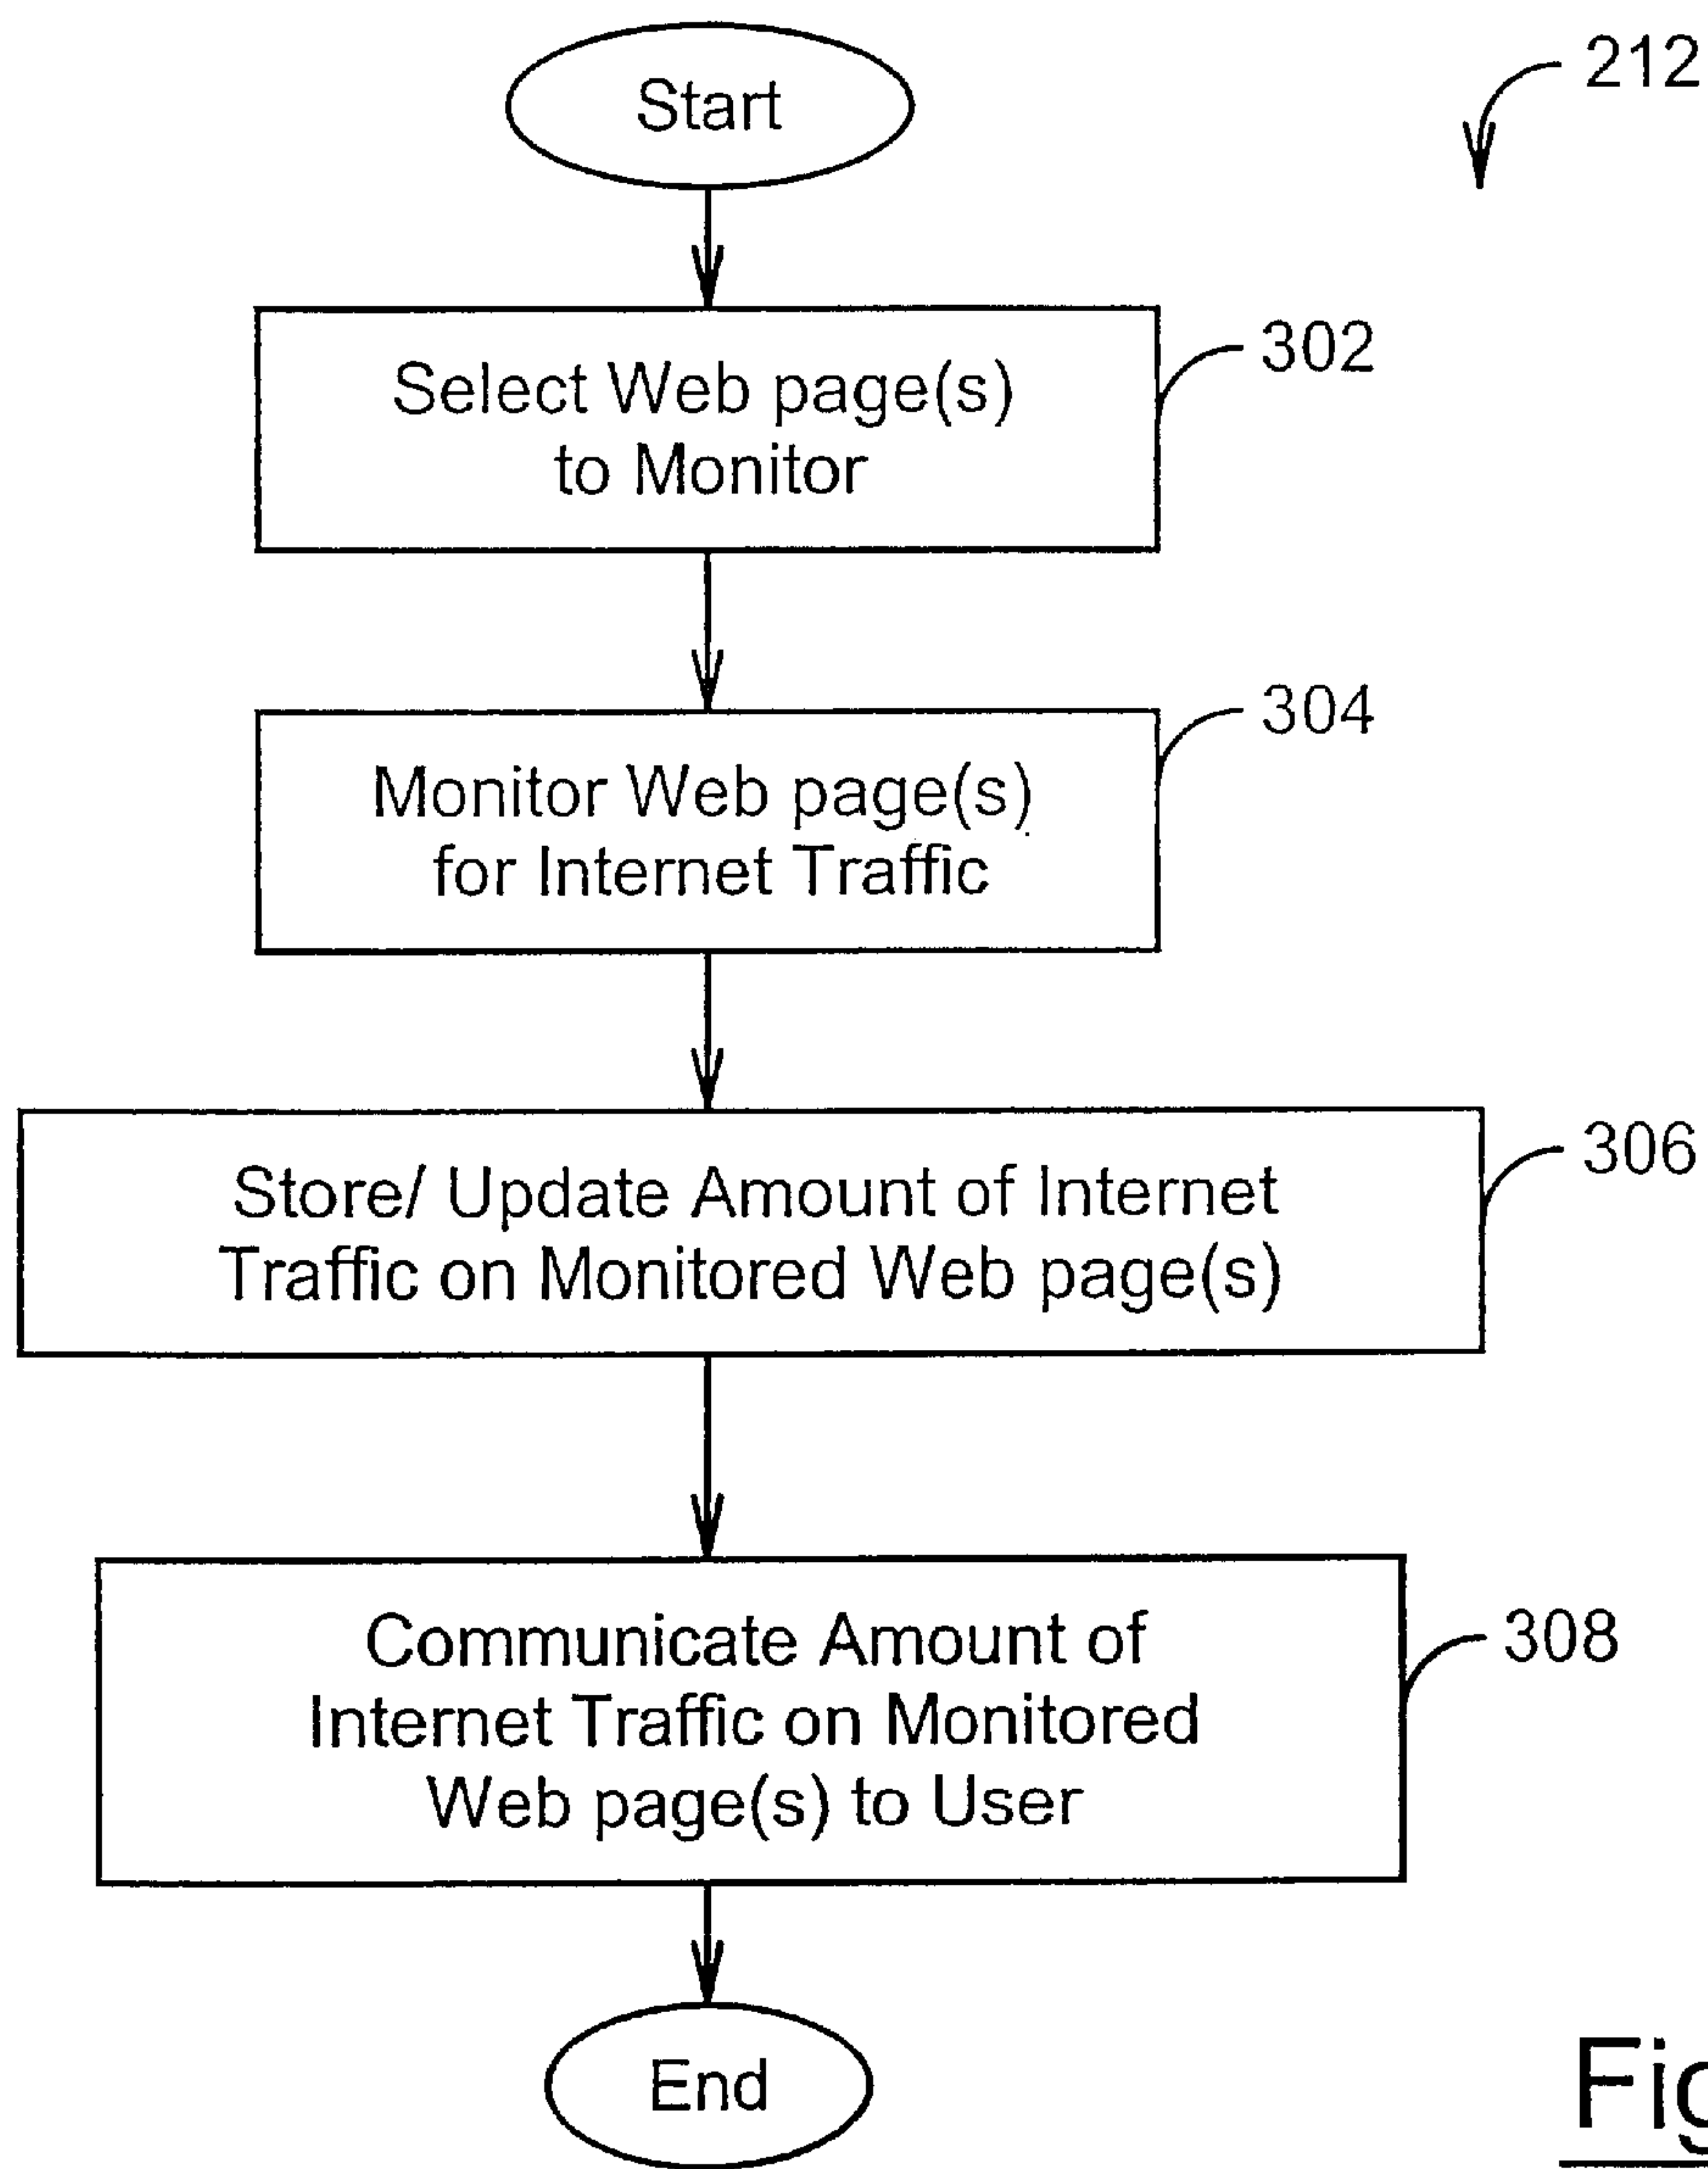 Start
212
Select Web page(s)
to Monitor
302
Monitor Web page(s)
for Internet Traffic
304
Store/ Update Amount of Internet
Traffic on Monitored Web page(s)
306
Communicate Amount of
Internet Traffic on Monitored
Web page(s) to User
308
End